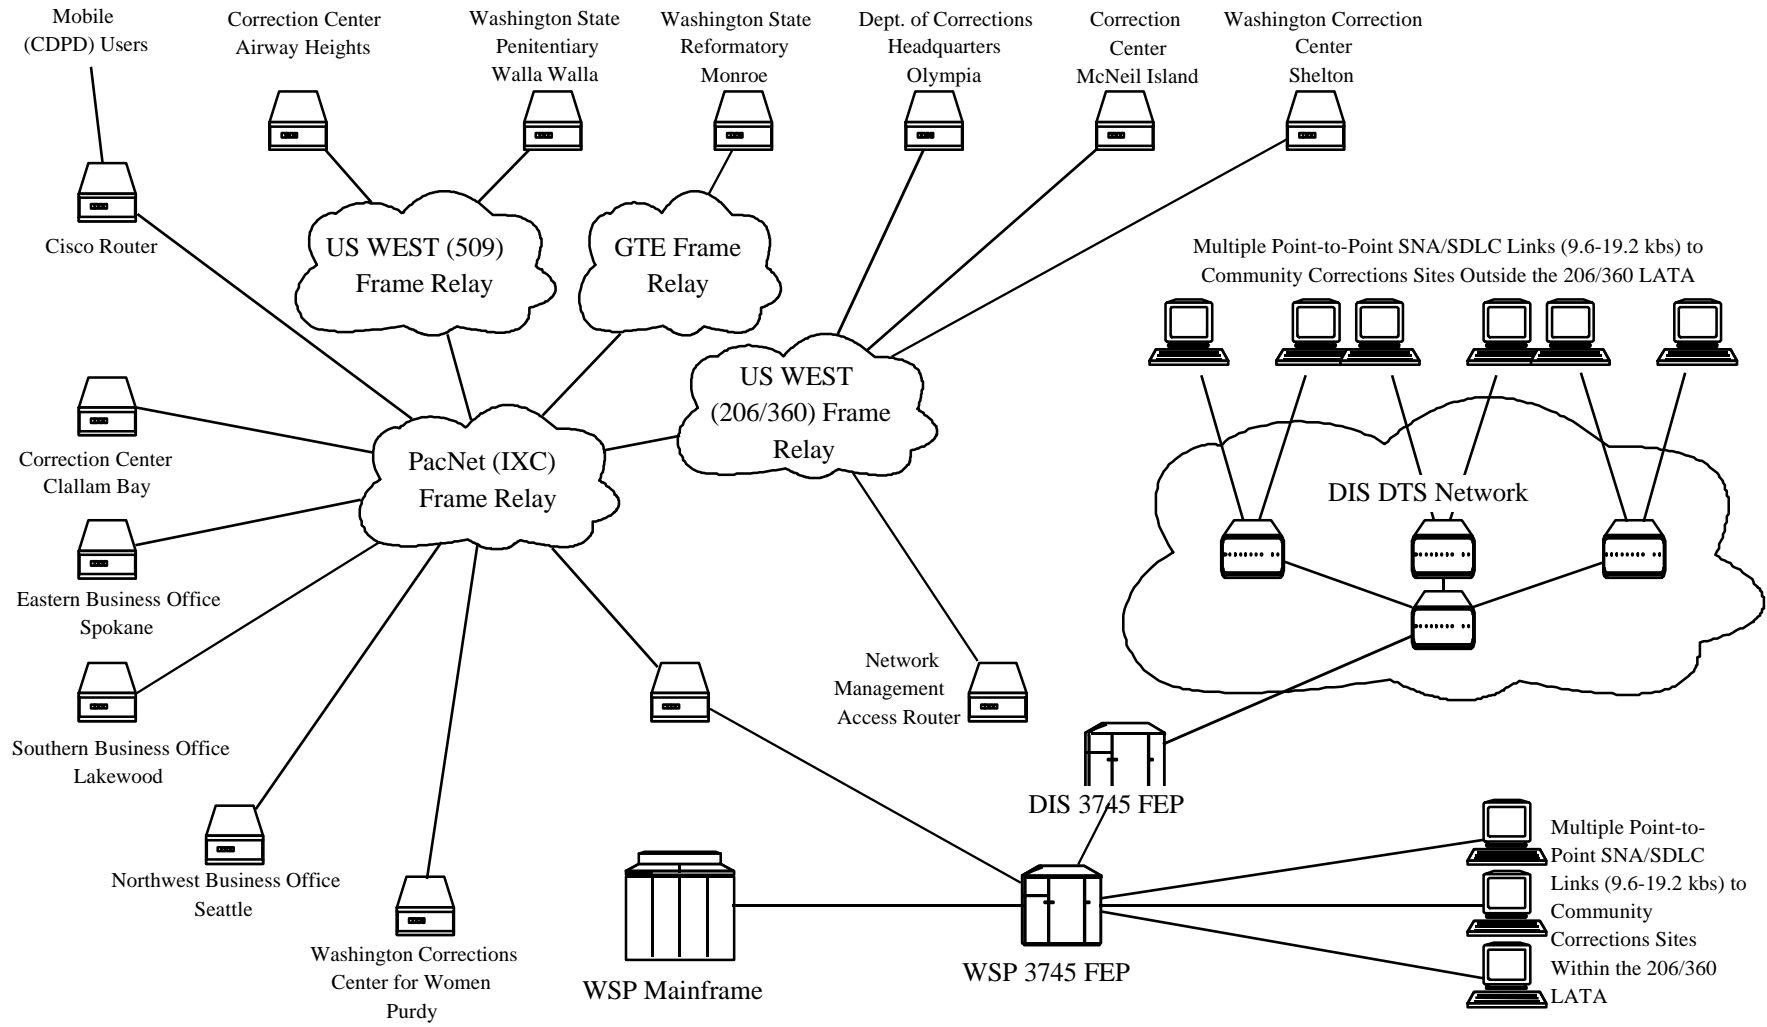 Mobile
(CDPD) Users
Correction Center
Airway Heights
Washington State
Penitentiary
Walla Walla
Washington State
Reformatory
Monroe
Dept. of Corrections
Headquarters
Olympia
Correction
Center
McNeil Island
Washington Correction
Center
Shelton
Cisco Router
US WEST (509)
Frame Relay
GTE Frame
Relay
Multiple Point-to-Point SNA/SDLC Links (9.6-19.2 kbs) to
Community Corrections Sites Outside the 206/360 LATA
US WEST
(206/360) Frame
Relay
Correction Center
Clallam Bay
PacNet (IXC)
Frame Relay
DIS DTS Network
Eastern Business Office
Spokane
Network
Management
Access Router
Southern Business Office
Lakewood
DIS 3745 FEP
Northwest Business Office
Seattle
Washington Corrections
Center for Women
Purdy
WSP Mainframe
WSP 3745 FEP
Multiple Point-to-
Point SNA/SDLC
Links (9.6-19.2 kbs) to
Community
Corrections Sites
Within the 206/360
LATA